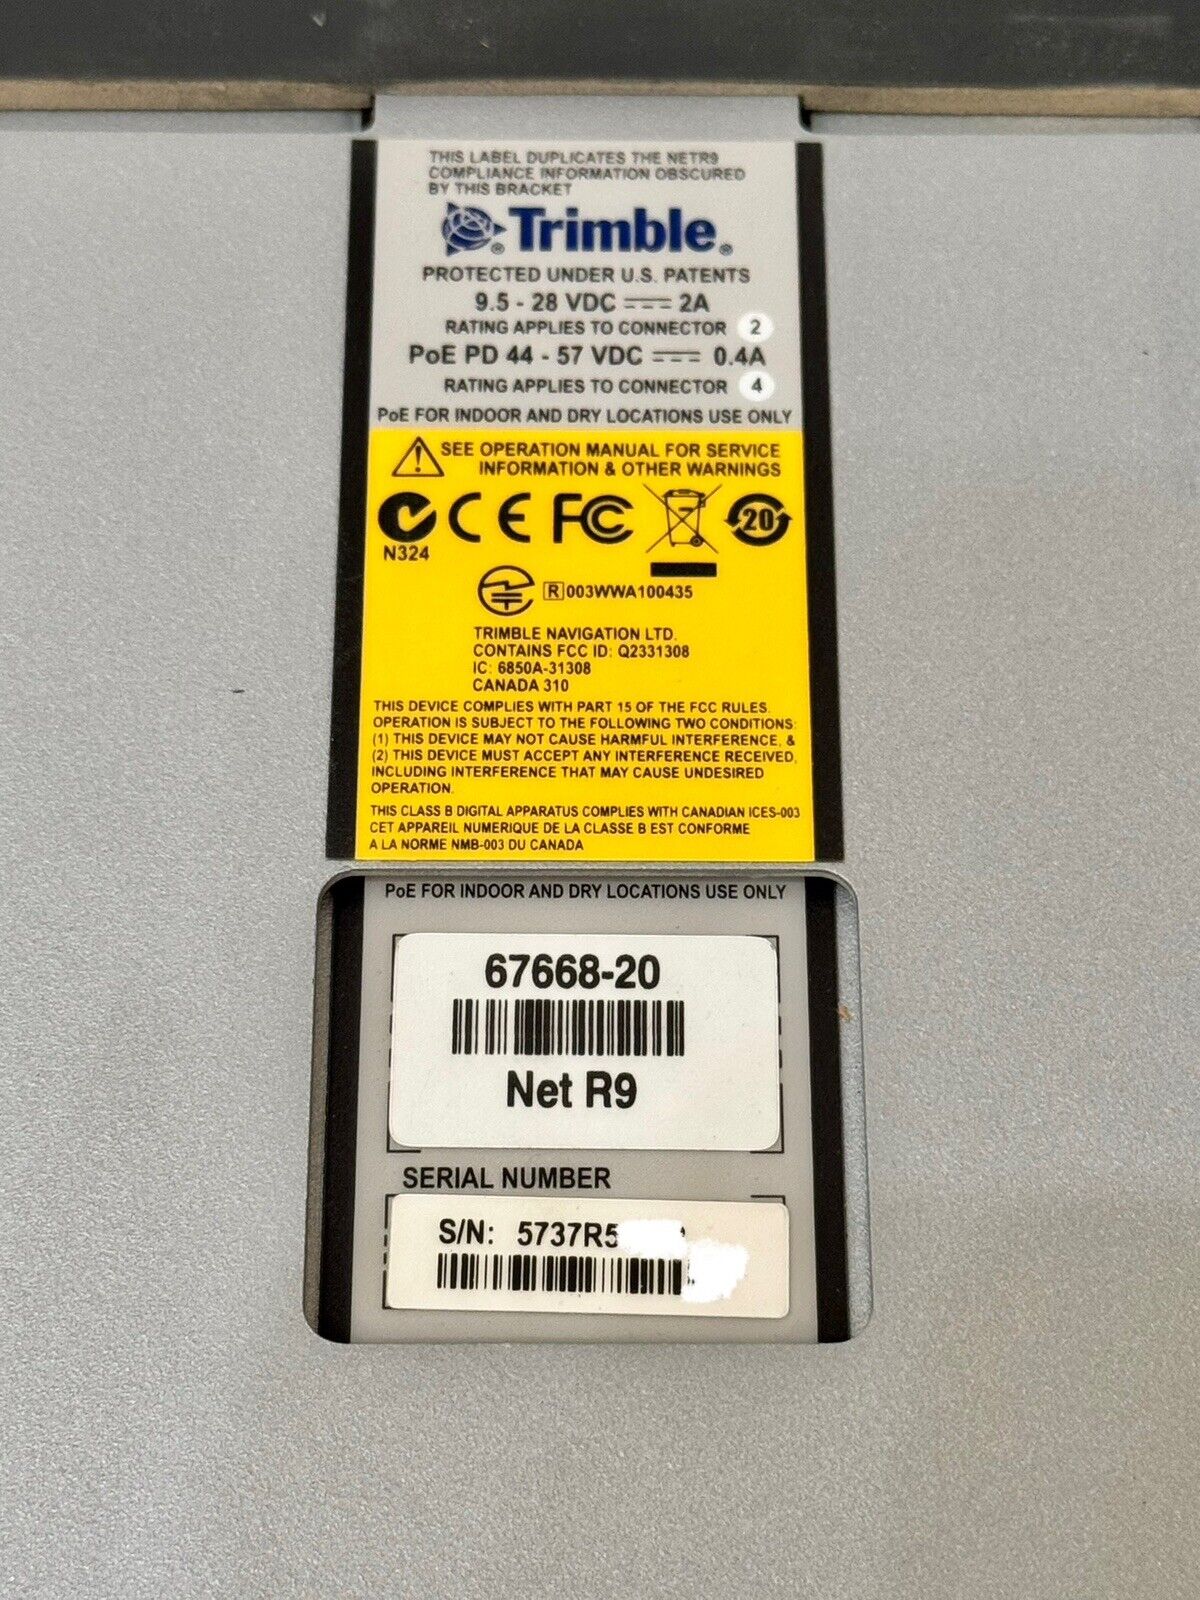 THIS LABEL DUPLICATES THE NETR9
COMPLIANCE INFORMATION OBSCURED
BY THIS BRACKET
Trimble®
PROTECTED UNDER U.S. PATENTS
9.5 - 28 VDC ⎓ 2A
RATING APPLIES TO CONNECTOR 2
PoE PD 44 - 57 VDC ⎓ 0.4A
RATING APPLIES TO CONNECTOR 4
PoE FOR INDOOR AND DRY LOCATIONS USE ONLY
SEE OPERATION MANUAL FOR SERVICE
INFORMATION & OTHER WARNINGS
CE FC 20
N324
R 003WWA100435
TRIMBLE NAVIGATION LTD.
CONTAINS FCC ID: Q2331308
IC: 6850A-31308
CANADA 310
THIS DEVICE COMPLIES WITH PART 15 OF THE FCC RULES.
OPERATION IS SUBJECT TO THE FOLLOWING TWO CONDITIONS:
(1) THIS DEVICE MAY NOT CAUSE HARMFUL INTERFERENCE, &
(2) THIS DEVICE MUST ACCEPT ANY INTERFERENCE RECEIVED,
INCLUDING INTERFERENCE THAT MAY CAUSE UNDESIRED
OPERATION.
THIS CLASS B DIGITAL APPARATUS COMPLIES WITH CANADIAN ICES-003
CET APPAREIL NUMERIQUE DE LA CLASSE B EST CONFORME
A LA NORME NMB-003 DU CANADA
PoE FOR INDOOR AND DRY LOCATIONS USE ONLY
67668-20
Net R9
SERIAL NUMBER
S/N: 5737R5